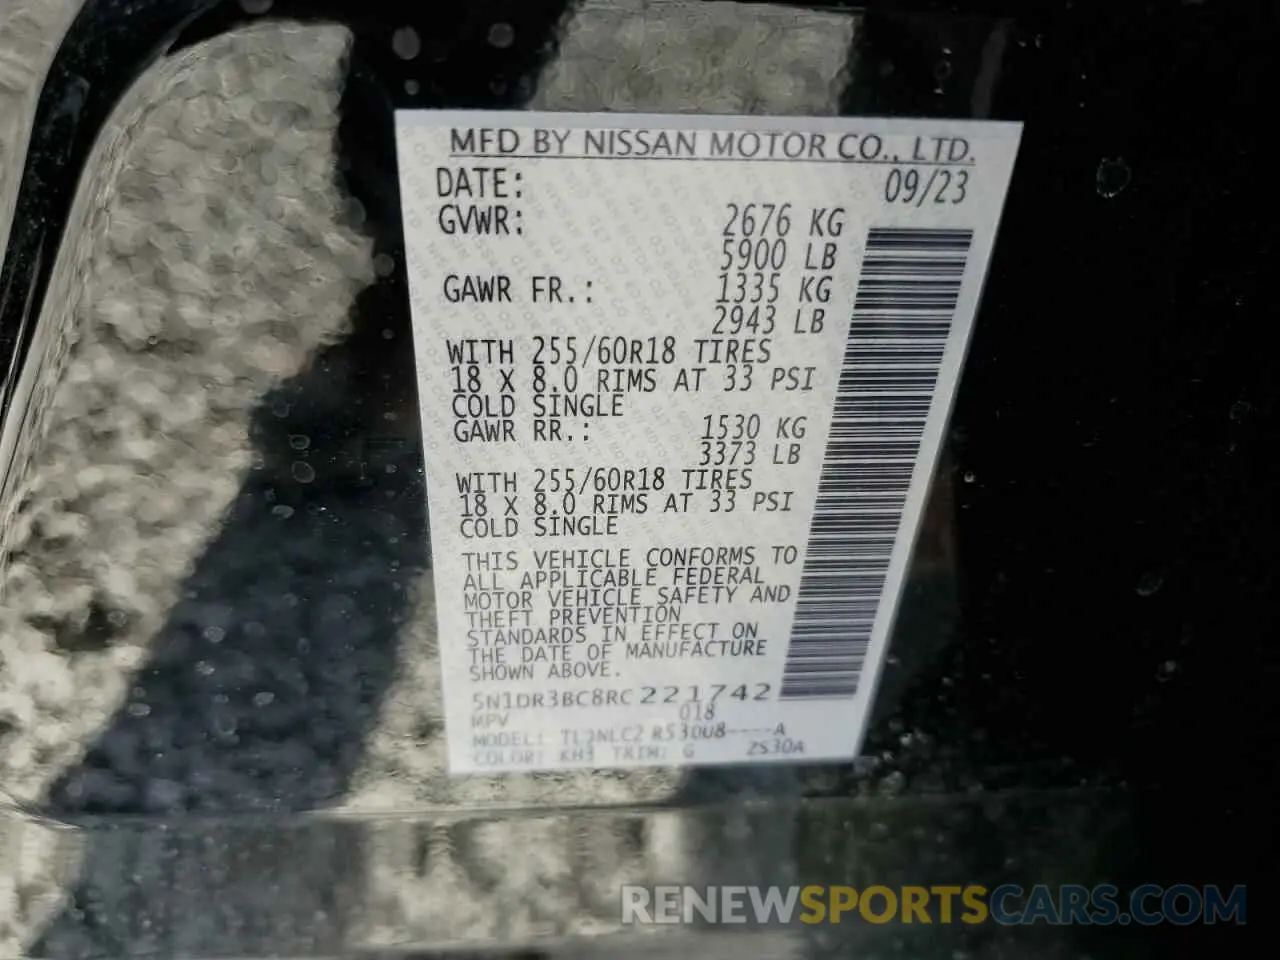 MFD BY NISSAN MOTOR CO., LTD.
DATE: 09/23
GVWR: 2676 KG
5900 LB
GAWR FR.: 1335 KG
2943 LB
WITH 255/60R18 TIRES
18 X 8.0 RIMS AT 33 PSI
COLD SINGLE
GAWR RR.: 1530 KG
3373 LB
WITH 255/60R18 TIRES
18 X 8.0 RIMS AT 33 PSI
COLD SINGLE
THIS VEHICLE CONFORMS TO
ALL APPLICABLE FEDERAL
MOTOR VEHICLE SAFETY AND
THEFT PREVENTION
STANDARDS IN EFFECT ON
THE DATE OF MANUFACTURE
SHOWN ABOVE.
5N1DR3BC8RC221742
MPV 018
MODEL: R530U8----A
COLOR: KH3 TRIM: G 2S30A
RENEWSPORTSCARS.COM